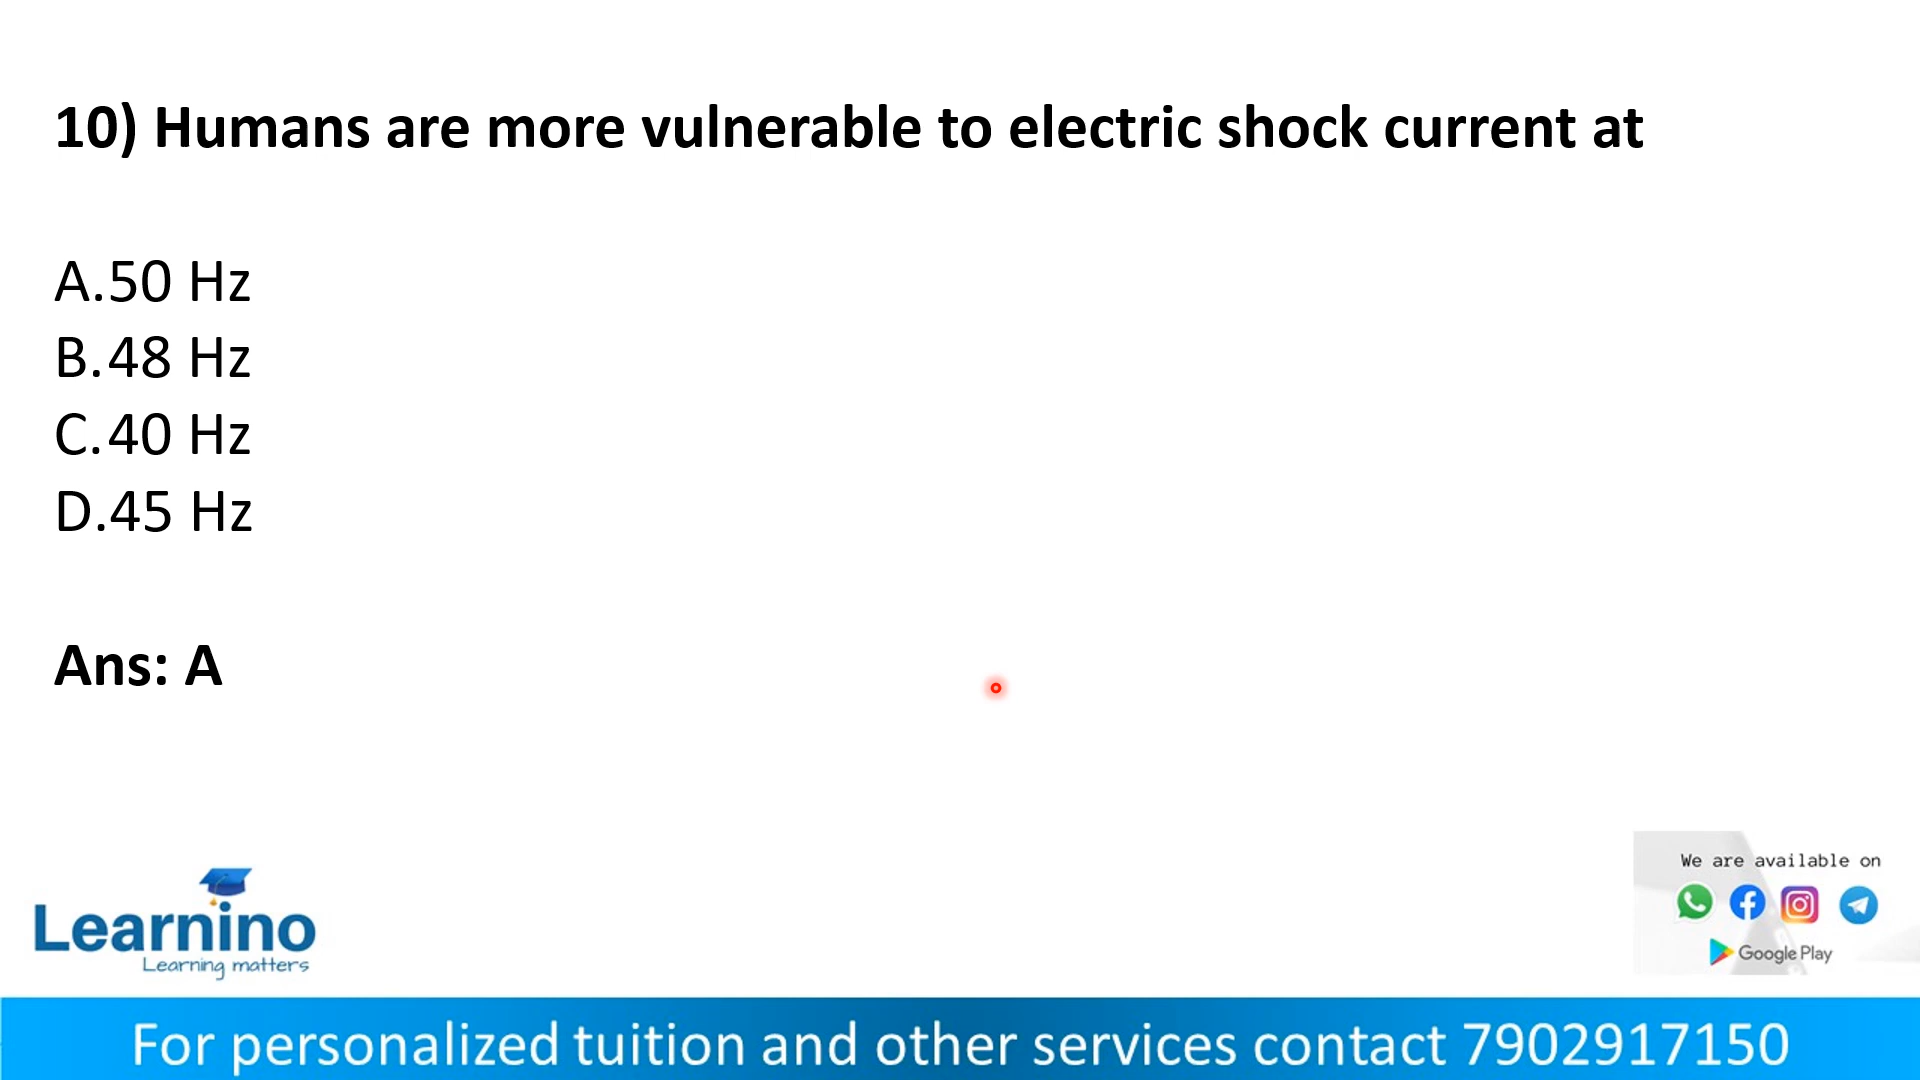 10) Humans are more vulnerable to electric shock current at
A.50 Hz
B.48 Hz
C.40 Hz
D.45 Hz
Ans: A
We are available on
Google Play
Learnino
Learning matters
For personalized tuition and other services contact 7902917150